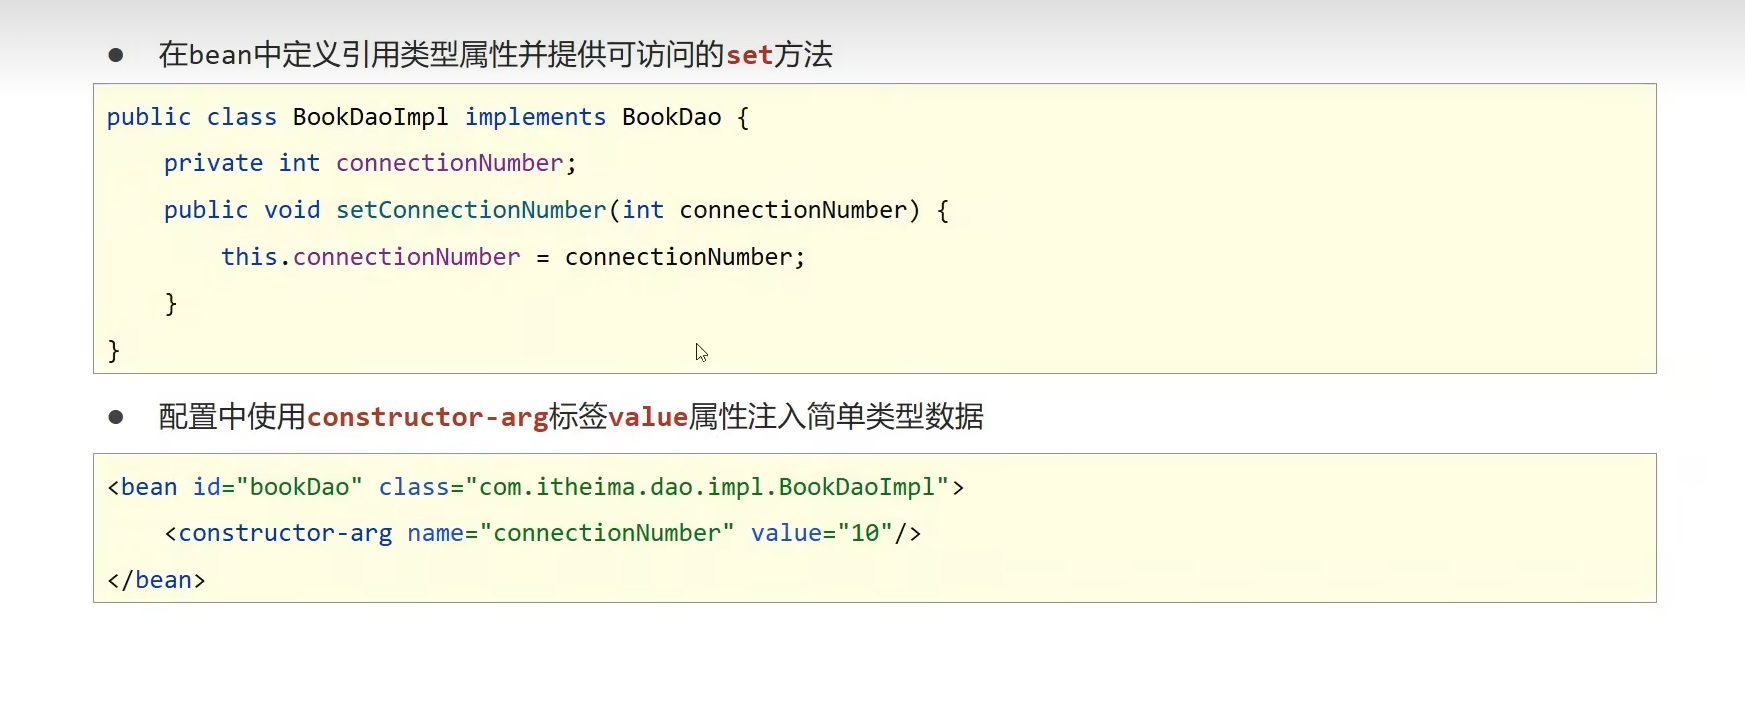 ● 在bean中定义引用类型属性并提供可访问的set方法
public class BookDaoImpl implements BookDao {
    private int connectionNumber;
    public void setConnectionNumber(int connectionNumber) {
        this.connectionNumber = connectionNumber;
    }
}
● 配置中使用constructor-arg标签value属性注入简单类型数据
<bean id="bookDao" class="com.itheima.dao.impl.BookDaoImpl">
    <constructor-arg name="connectionNumber" value="10"/>
</bean>